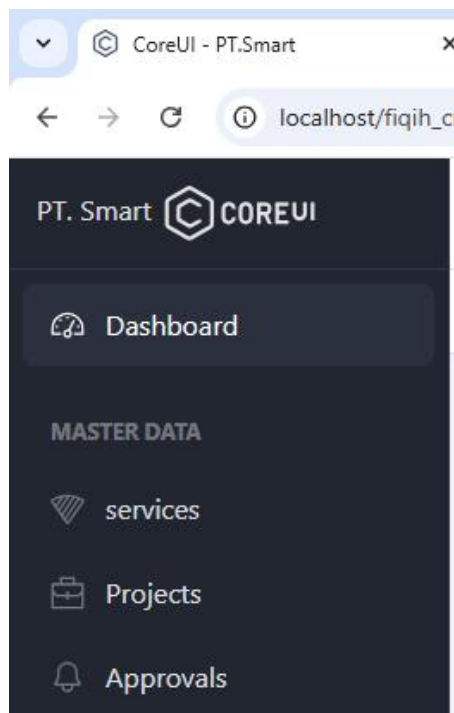 CoreUI - PT.Smart
localhost/fiqih_c
PT. Smart COREUI
Dashboard
MASTER DATA
services
Projects
Approvals